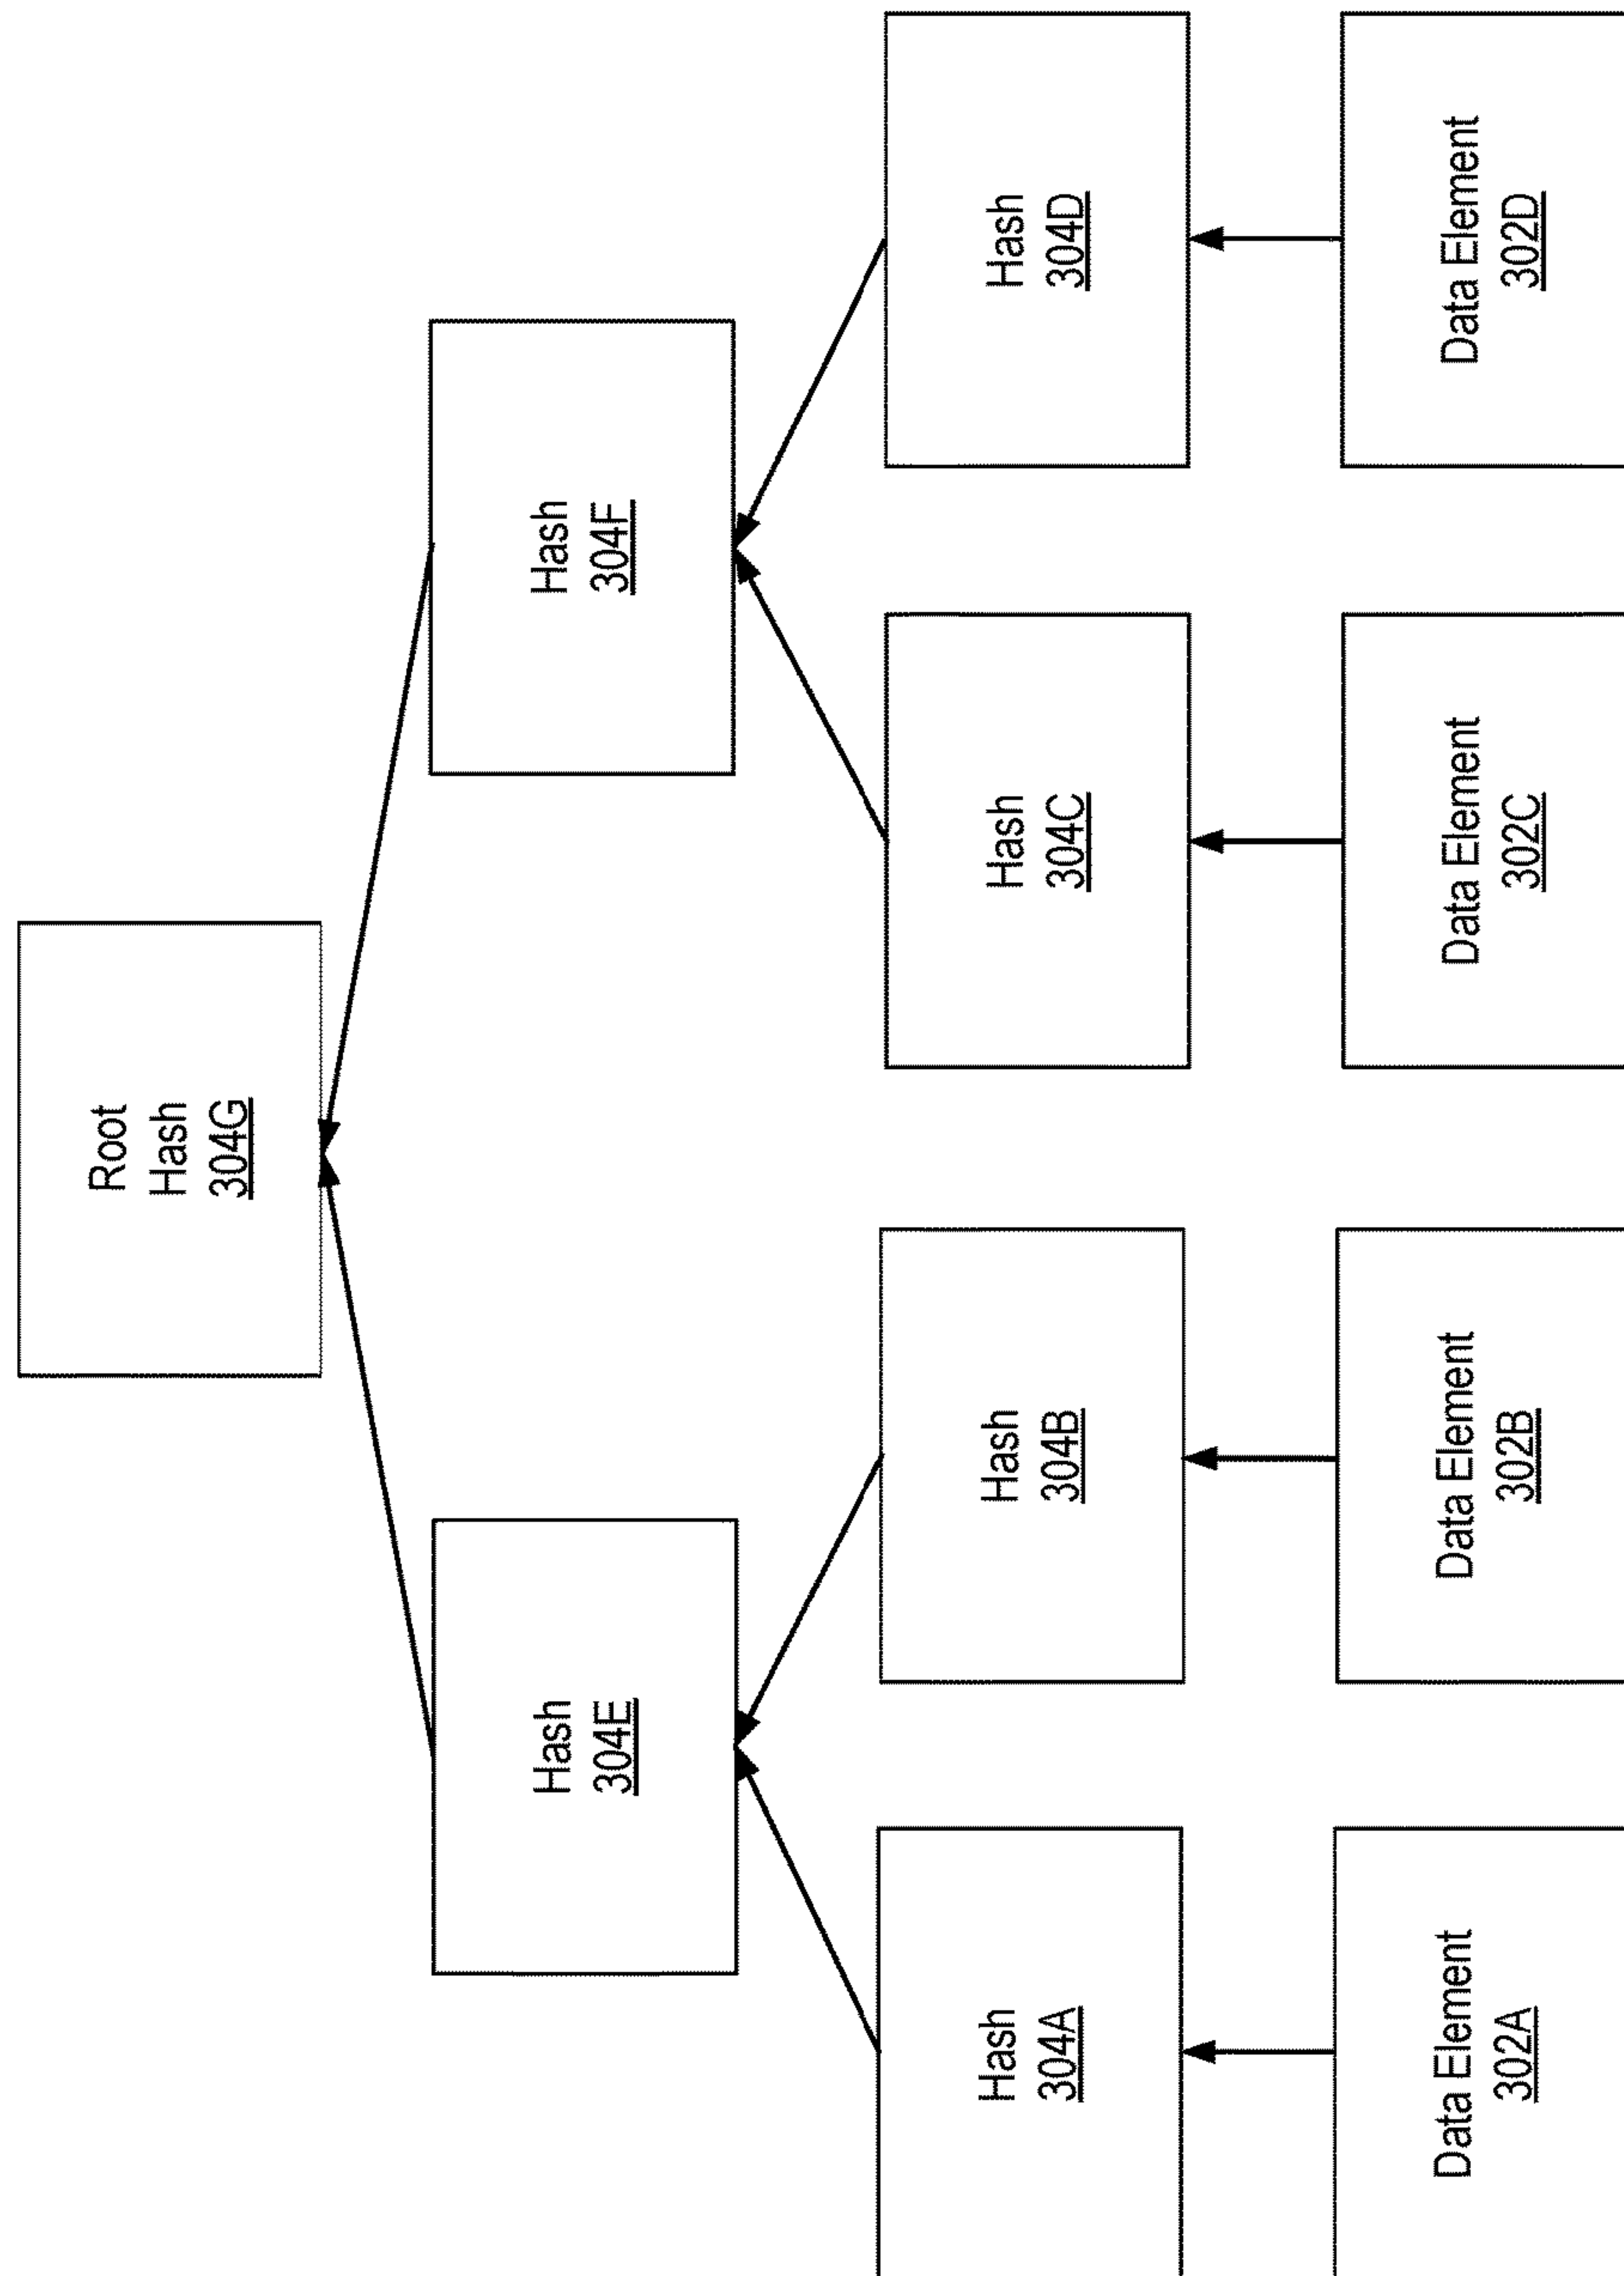 Root
Hash
304G
Hash
304E
Hash
304F
Hash
304A
Hash
304B
Hash
304C
Hash
304D
Data Element
302A
Data Element
302B
Data Element
302C
Data Element
302D